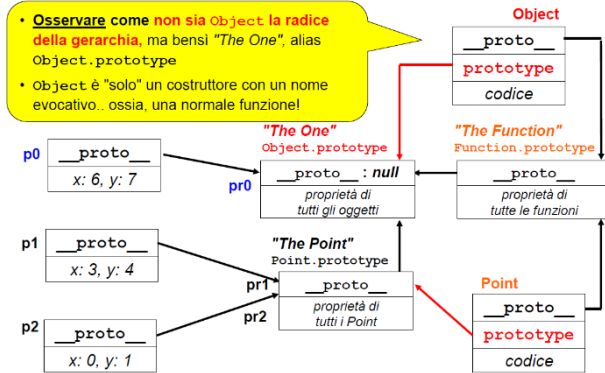 • Osservare come non sia Object la radice
della gerarchia, ma bensì "The One", alias
Object.prototype
• Object è "solo" un costruttore con un nome
evocativo.. ossia, una normale funzione!
Object
__proto__
prototype
codice
"The One"
Object.prototype
"The Function"
Function.prototype
p0
__proto__
x: 6, y: 7
pr0
__proto__ : null
proprietà di
tutti gli oggetti
__proto__
proprietà di
tutte le funzioni
p1
__proto__
x: 3, y: 4
"The Point"
Point.prototype
pr1
pr2
__proto__
proprietà di
tutti i Point
Point
__proto__
prototype
codice
p2
__proto__
x: 0, y: 1